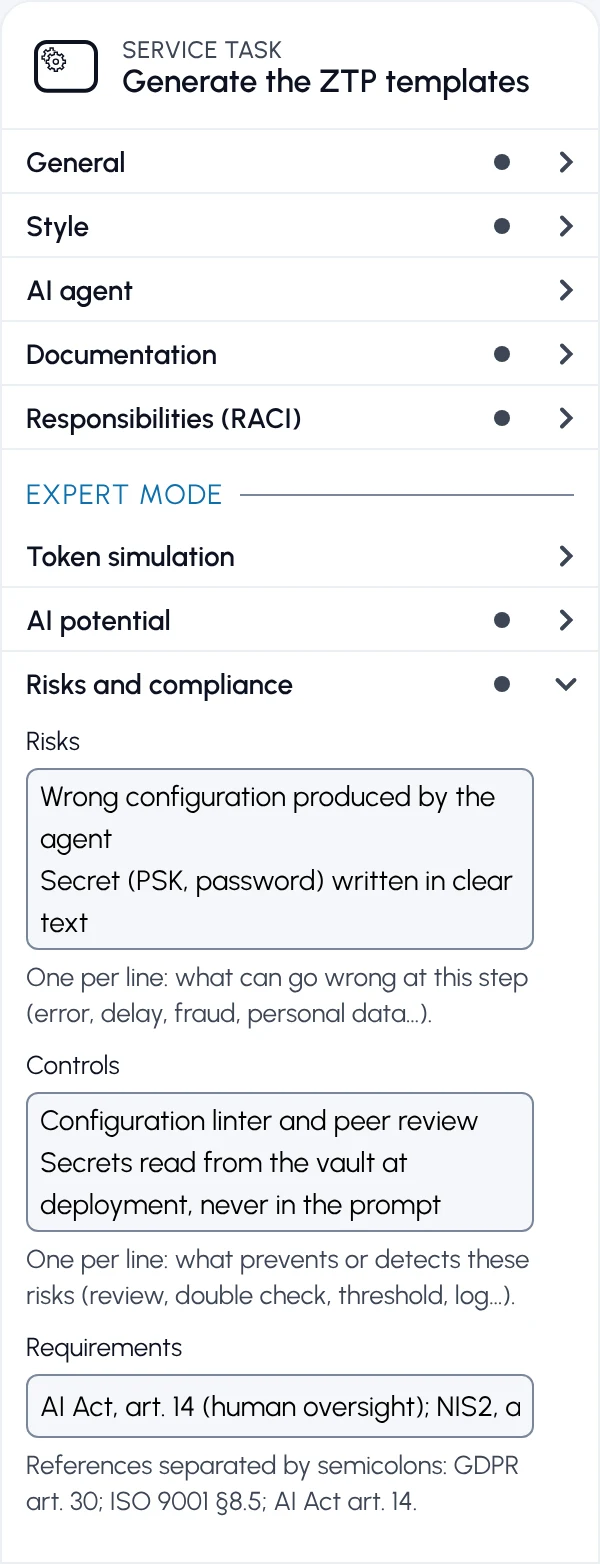 SERVICE TASK
Generate the ZTP templates
General
Style
AI agent
Documentation
Responsibilities (RACI)
EXPERT MODE
Token simulation
AI potential
Risks and compliance
Risks
Wrong configuration produced by the
agent
Secret (PSK, password) written in clear
text
One per line: what can go wrong at this step
(error, delay, fraud, personal data…).
Controls
Configuration linter and peer review
Secrets read from the vault at
deployment, never in the prompt
One per line: what prevents or detects these
risks (review, double check, threshold, log…).
Requirements
AI Act, art. 14 (human oversight); NIS2, a
References separated by semicolons: GDPR
art. 30; ISO 9001 §8.5; AI Act art. 14.